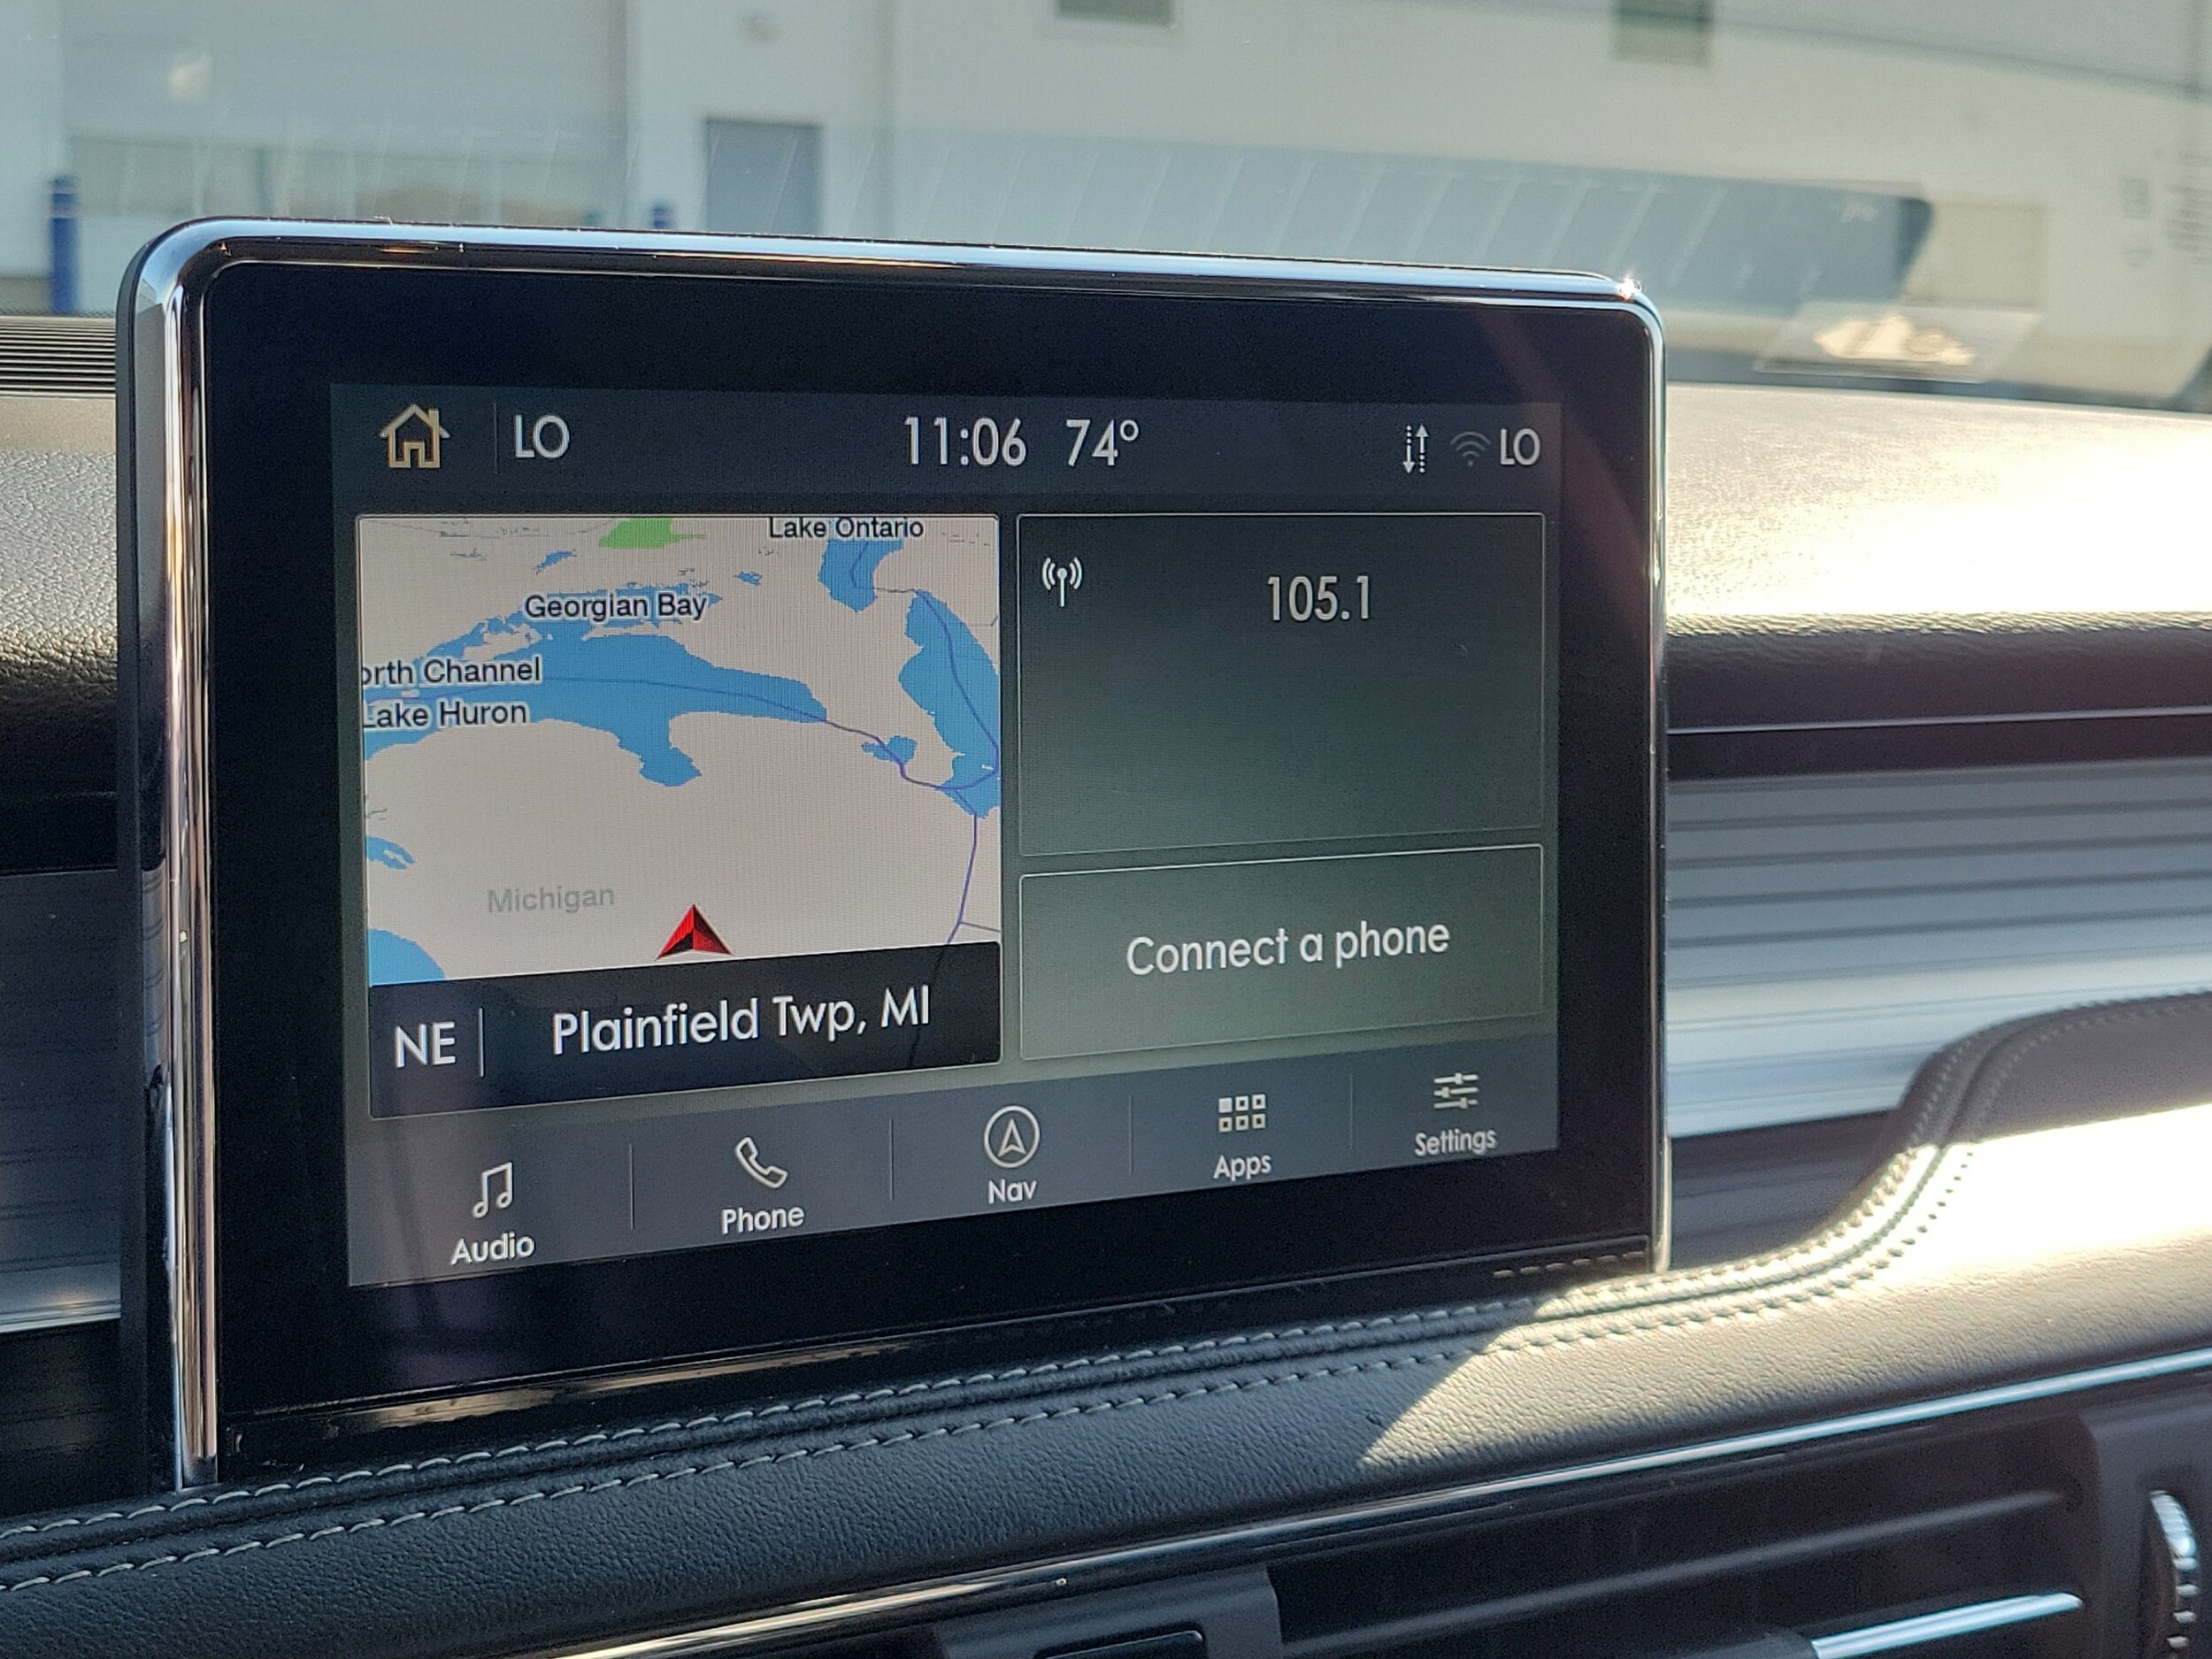 LO
11:06 74°
LO
Lake Ontario
Georgian Bay
orth Channel
Lake Huron
Michigan
NE
Plainfield Twp, MI
105.1
Connect a phone
Audio
Phone
Nav
Apps
Settings